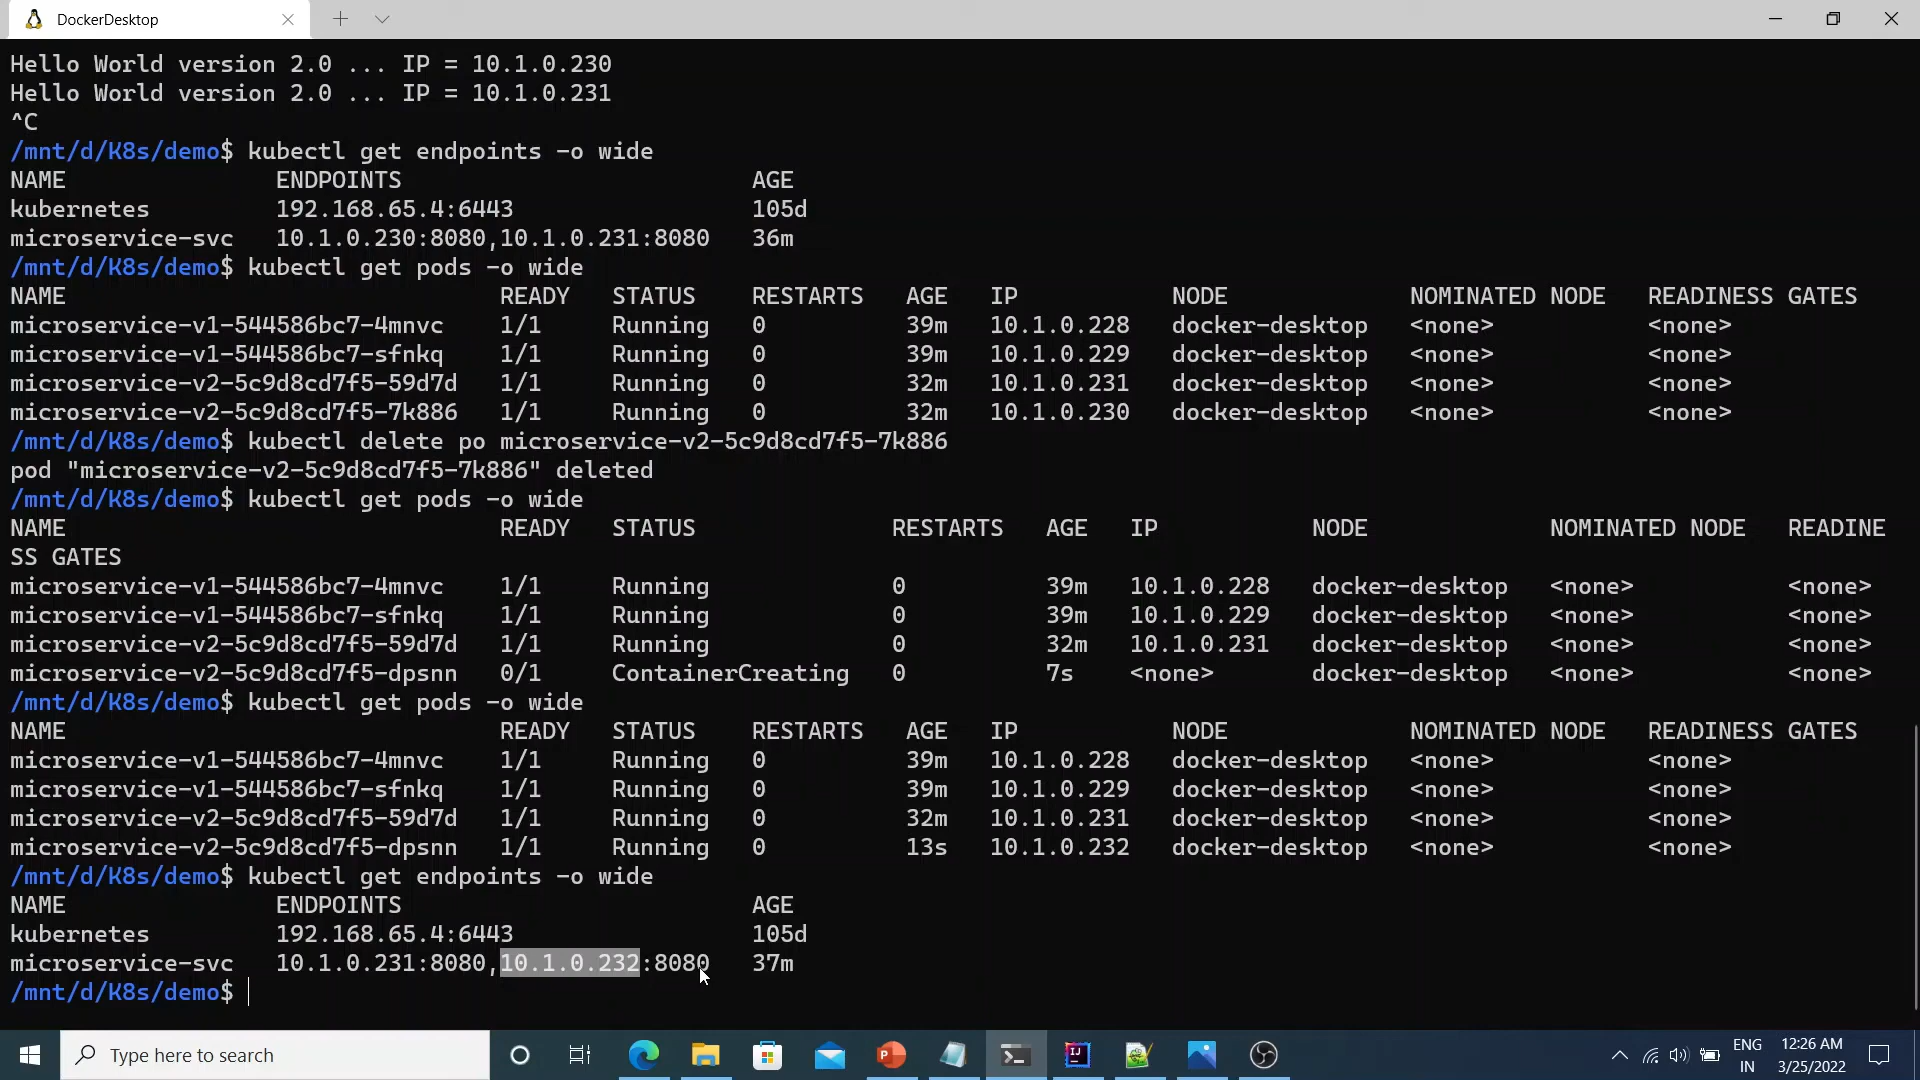 DockerDesktop
Hello World version 2.0 ... IP = 10.1.0.230
Hello World version 2.0 ... IP = 10.1.0.231
^C
/mnt/d/K8s/demo$ kubectl get endpoints -o wide
NAME ENDPOINTS AGE
kubernetes 192.168.65.4:6443 105d
microservice-svc 10.1.0.230:8080,10.1.0.231:8080 36m
/mnt/d/K8s/demo$ kubectl get pods -o wide
NAME READY STATUS RESTARTS AGE IP NODE NOMINATED NODE READINESS GATES
microservice-v1-544586bc7-4mnvc 1/1 Running 0 39m 10.1.0.228 docker-desktop <none> <none>
microservice-v1-544586bc7-sfnkq 1/1 Running 0 39m 10.1.0.229 docker-desktop <none> <none>
microservice-v2-5c9d8cd7f5-59d7d 1/1 Running 0 32m 10.1.0.231 docker-desktop <none> <none>
microservice-v2-5c9d8cd7f5-7k886 1/1 Running 0 32m 10.1.0.230 docker-desktop <none> <none>
/mnt/d/K8s/demo$ kubectl delete po microservice-v2-5c9d8cd7f5-7k886
pod "microservice-v2-5c9d8cd7f5-7k886" deleted
/mnt/d/K8s/demo$ kubectl get pods -o wide
NAME READY STATUS RESTARTS AGE IP NODE NOMINATED NODE READINE
SS GATES
microservice-v1-544586bc7-4mnvc 1/1 Running 0 39m 10.1.0.228 docker-desktop <none> <none>
microservice-v1-544586bc7-sfnkq 1/1 Running 0 39m 10.1.0.229 docker-desktop <none> <none>
microservice-v2-5c9d8cd7f5-59d7d 1/1 Running 0 32m 10.1.0.231 docker-desktop <none> <none>
microservice-v2-5c9d8cd7f5-dpsnn 0/1 ContainerCreating 0 7s <none> docker-desktop <none> <none>
/mnt/d/K8s/demo$ kubectl get pods -o wide
NAME READY STATUS RESTARTS AGE IP NODE NOMINATED NODE READINESS GATES
microservice-v1-544586bc7-4mnvc 1/1 Running 0 39m 10.1.0.228 docker-desktop <none> <none>
microservice-v1-544586bc7-sfnkq 1/1 Running 0 39m 10.1.0.229 docker-desktop <none> <none>
microservice-v2-5c9d8cd7f5-59d7d 1/1 Running 0 32m 10.1.0.231 docker-desktop <none> <none>
microservice-v2-5c9d8cd7f5-dpsnn 1/1 Running 0 13s 10.1.0.232 docker-desktop <none> <none>
/mnt/d/K8s/demo$ kubectl get endpoints -o wide
NAME ENDPOINTS AGE
kubernetes 192.168.65.4:6443 105d
microservice-svc 10.1.0.231:8080,10.1.0.232:8080 37m
/mnt/d/K8s/demo$
Type here to search
P
IJ
ENG
IN
12:26 AM
3/25/2022